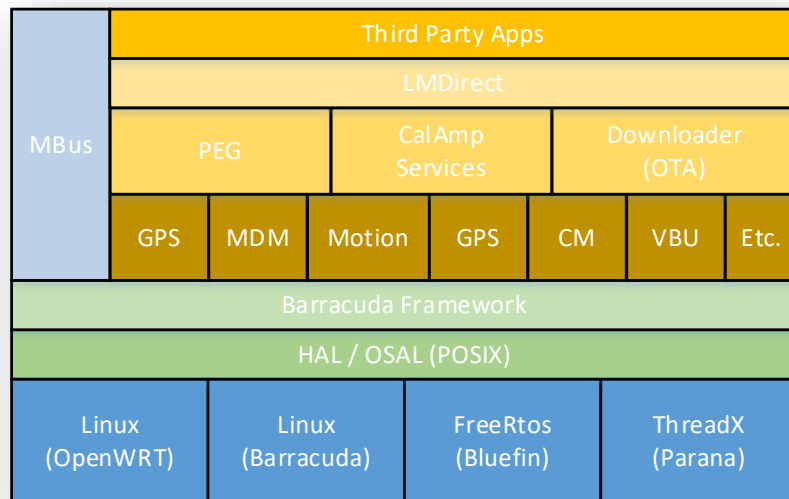 Third Party Apps
LMDirect
MBus
PEG
CalAmp
Services
Downloader
(OTA)
GPS
MDM
Motion
GPS
CM
VBU
Etc.
Barracuda Framework
HAL / OSAL (POSIX)
Linux
(OpenWRT)
Linux
(Barracuda)
FreeRtos
(Bluefin)
ThreadX
(Parana)